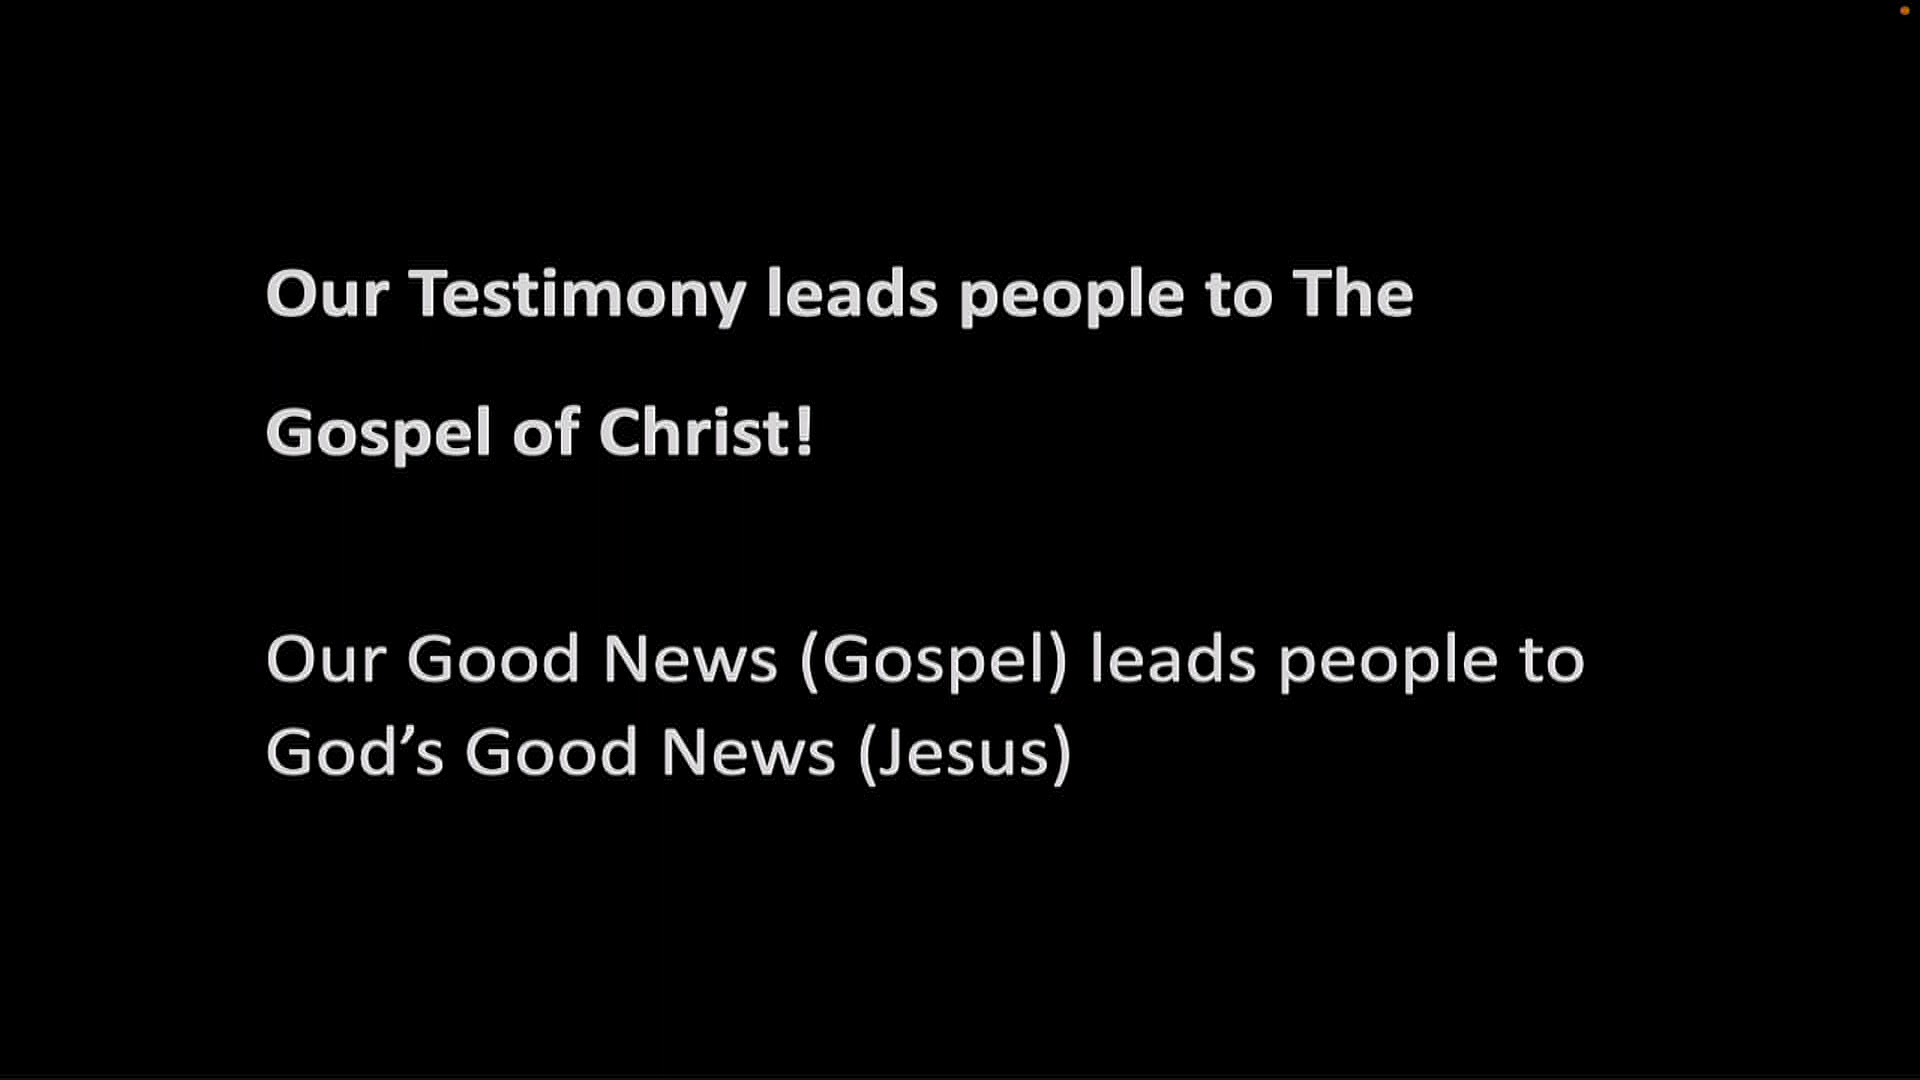 Our Testimony leads people to The
Gospel of Christ!
Our Good News (Gospel) leads people to
God’s Good News (Jesus)